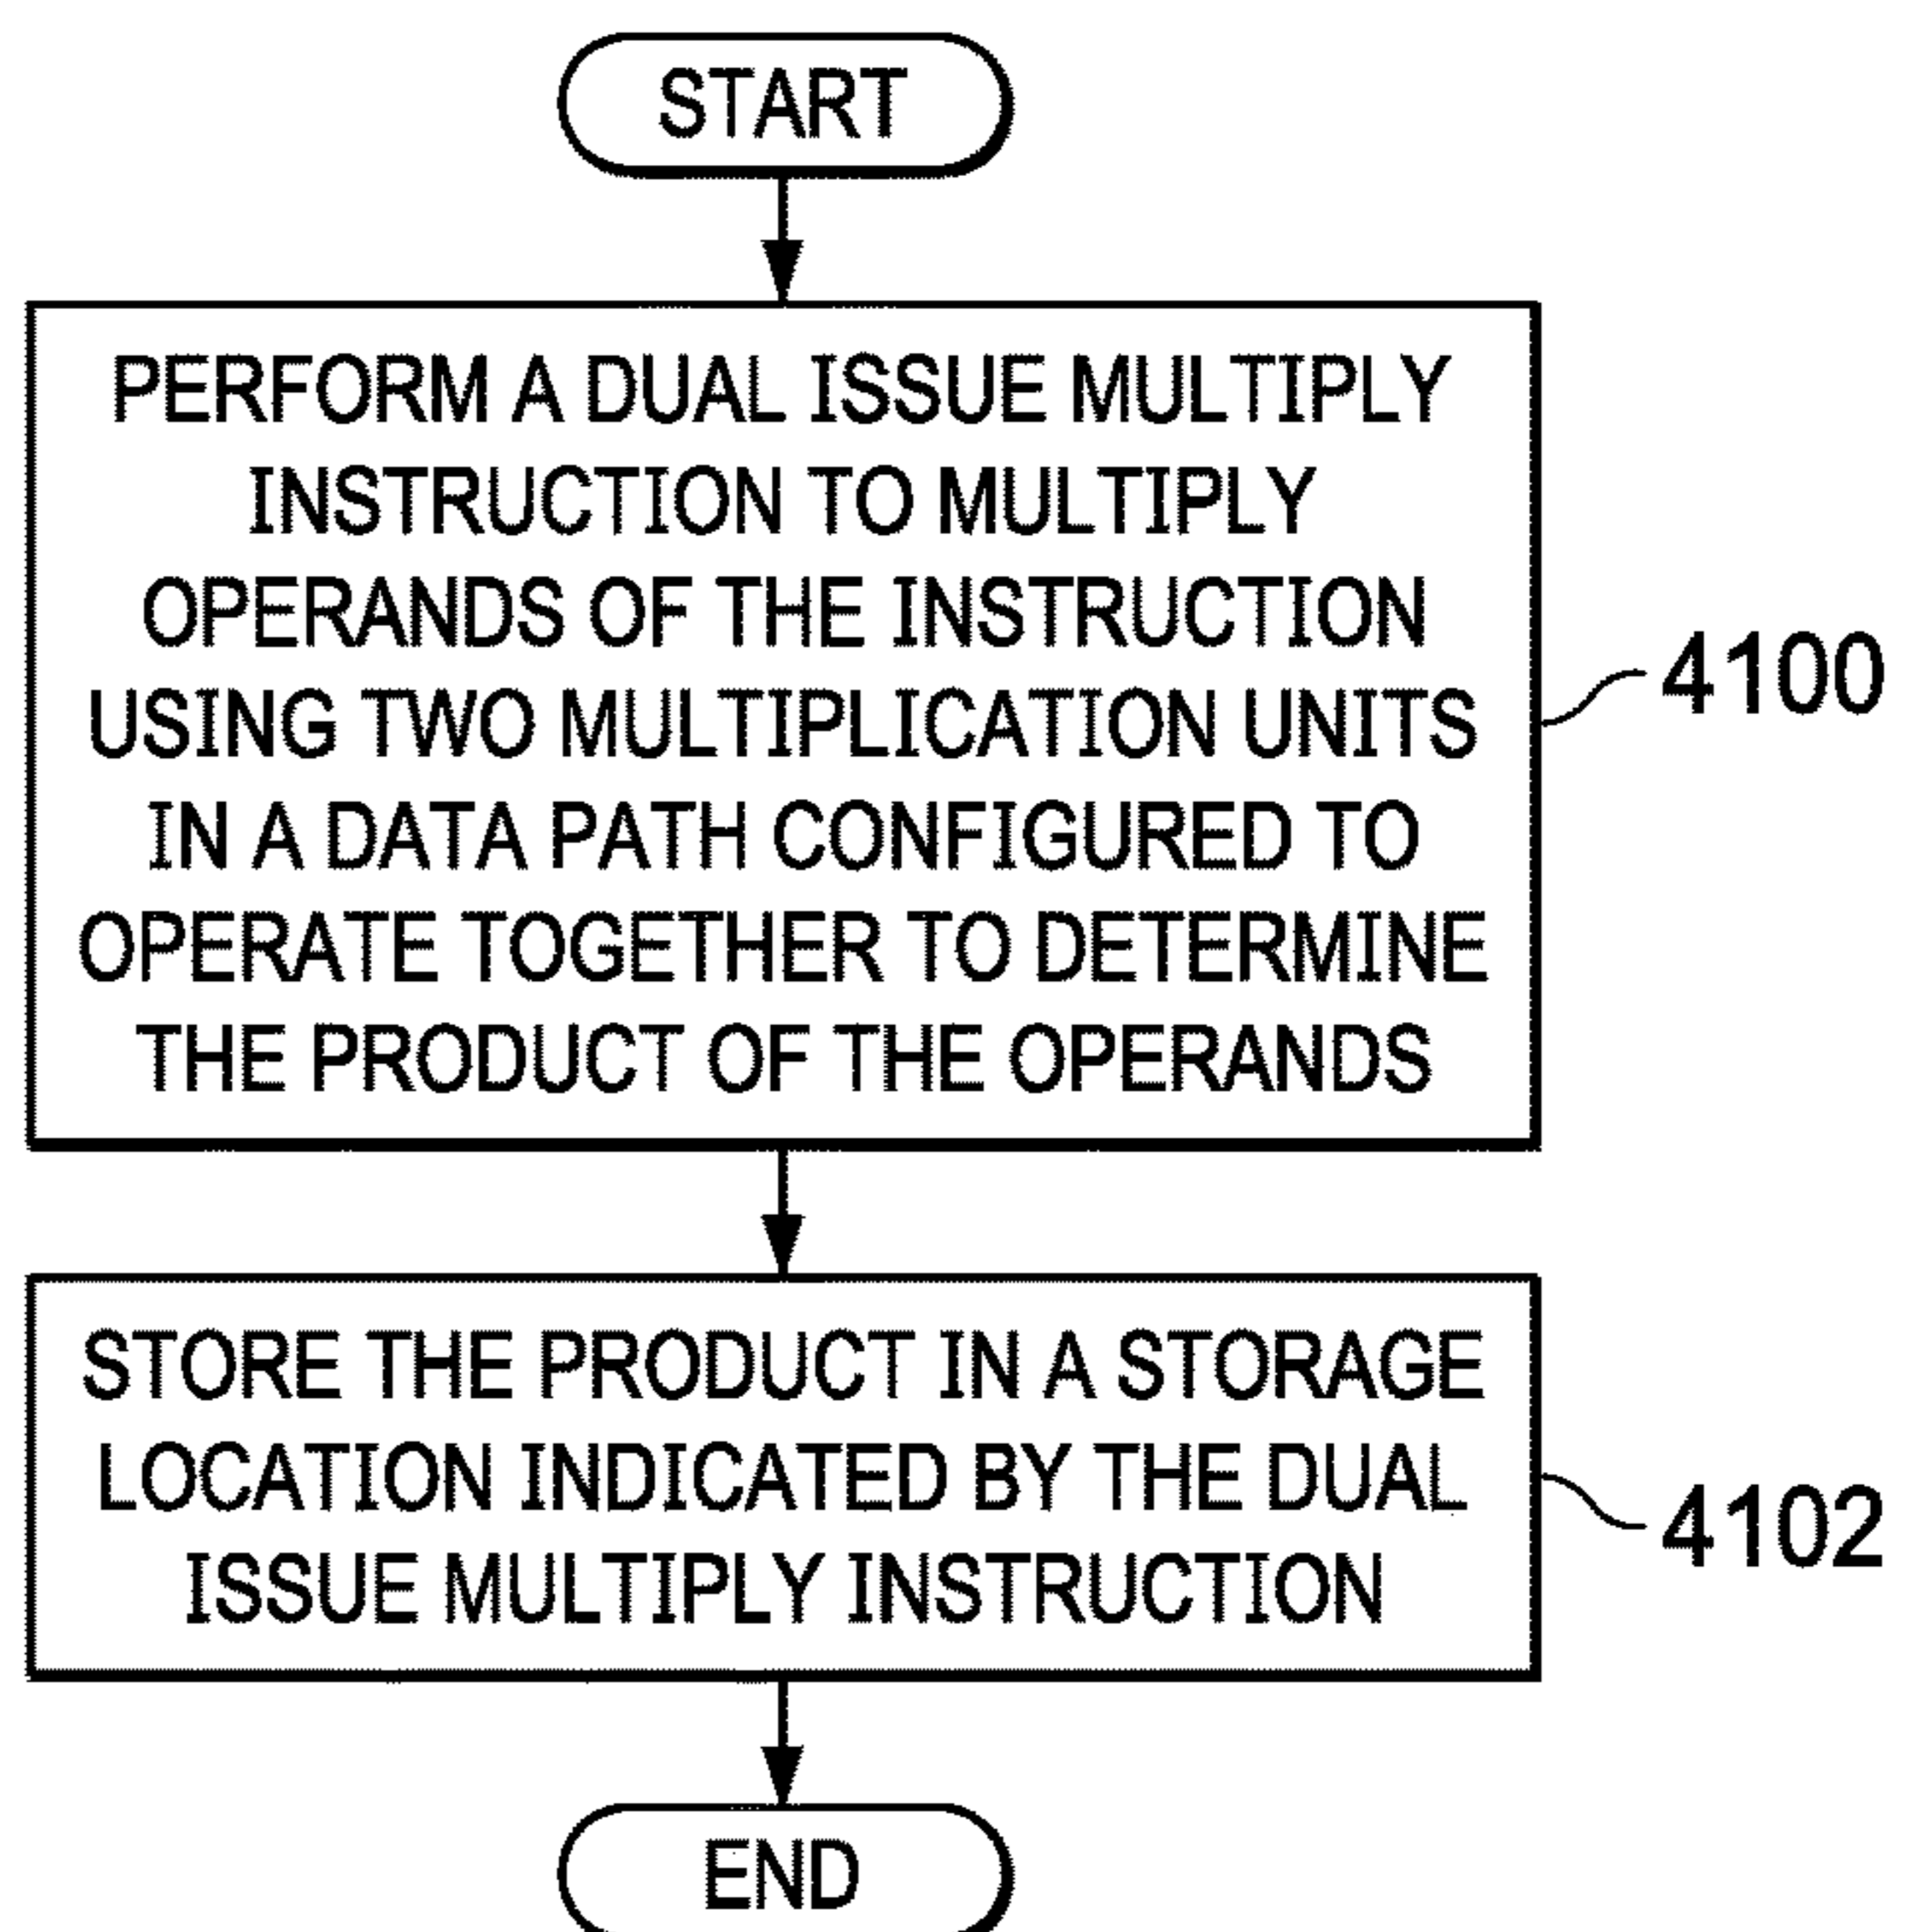 START
PERFORM A DUAL ISSUE MULTIPLY
INSTRUCTION TO MULTIPLY
OPERANDS OF THE INSTRUCTION
USING TWO MULTIPLICATION UNITS
IN A DATA PATH CONFIGURED TO
OPERATE TOGETHER TO DETERMINE
THE PRODUCT OF THE OPERANDS
4100
STORE THE PRODUCT IN A STORAGE
LOCATION INDICATED BY THE DUAL
ISSUE MULTIPLY INSTRUCTION
4102
END